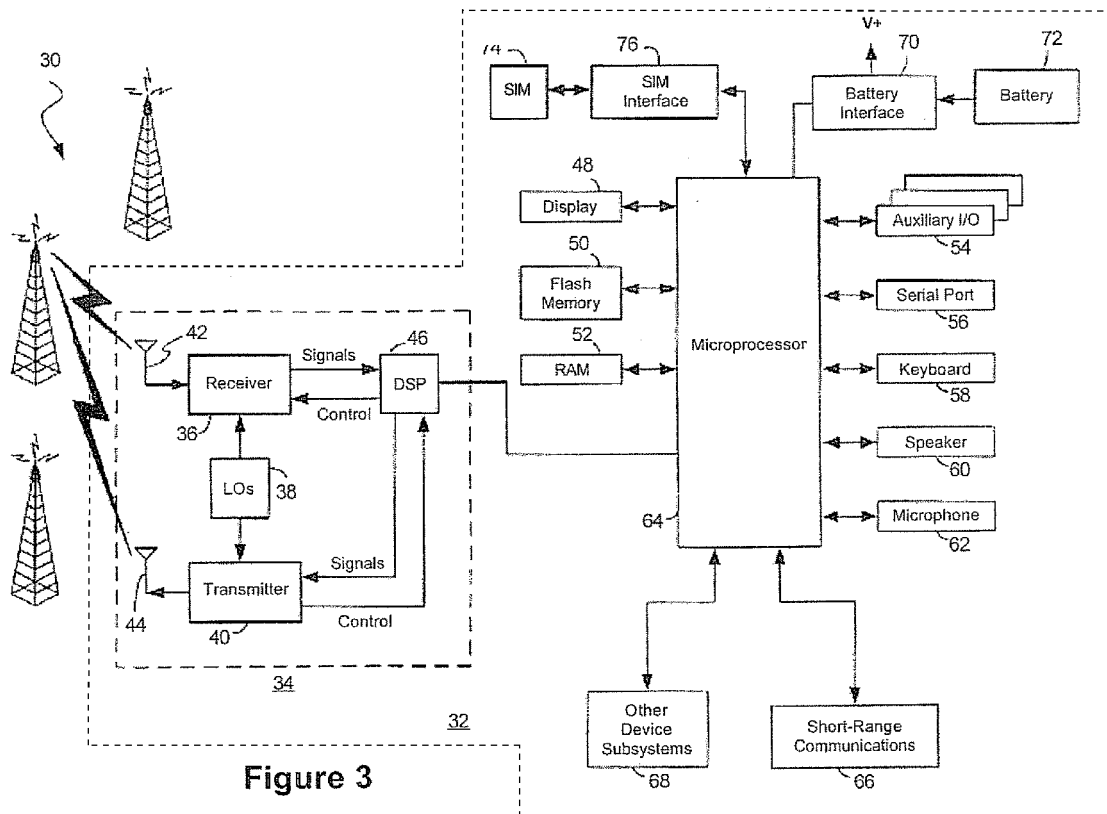 V+
30
74
76
70
72
SIM
SIM
Interface
Battery
Interface
Battery
48
Display
Auxiliary I/O
54
50
Flash
Memory
Serial Port
56
52
RAM
Microprocessor
Keyboard
58
42
Signals
46
Receiver
DSP
Control
36
LOs
38
Speaker
60
64
Microphone
62
Signals
Transmitter
44
40
Control
34
32
Other
Device
Subsystems
68
Short-Range
Communications
66
Figure 3